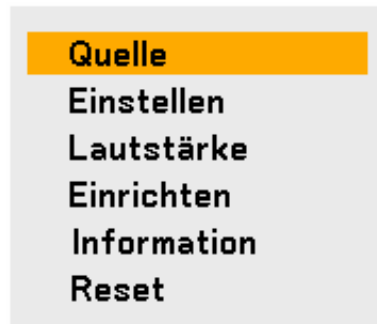 Quelle
Einstellen
Lautstärke
Einrichten
Information
Reset